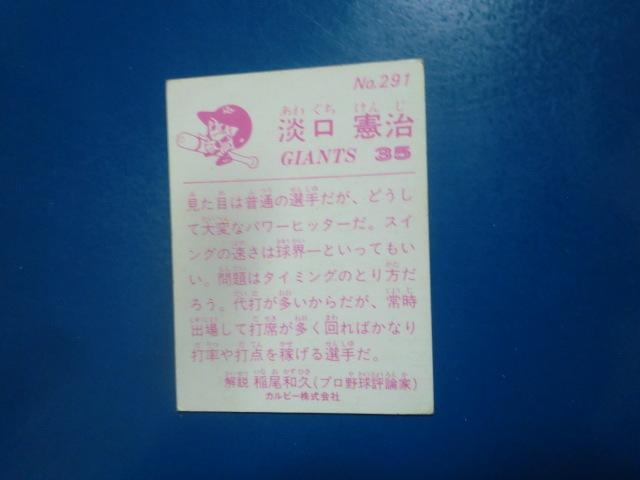 No.291
あわ ぐち けん じ
淡口 憲治
GIANTS 35
見た目は普通の選手だが、どうし
て大変なパワーヒッターだ。スイ
ングの速さは球界一といってもい
い。問題はタイミングのとり方だ
ろう。代打が多いからだが、常時
出場して打席が多く回ればかなり
打率や打点を稼げる選手だ。
解説 稲尾和久(プロ野球評論家)
カルビー株式会社